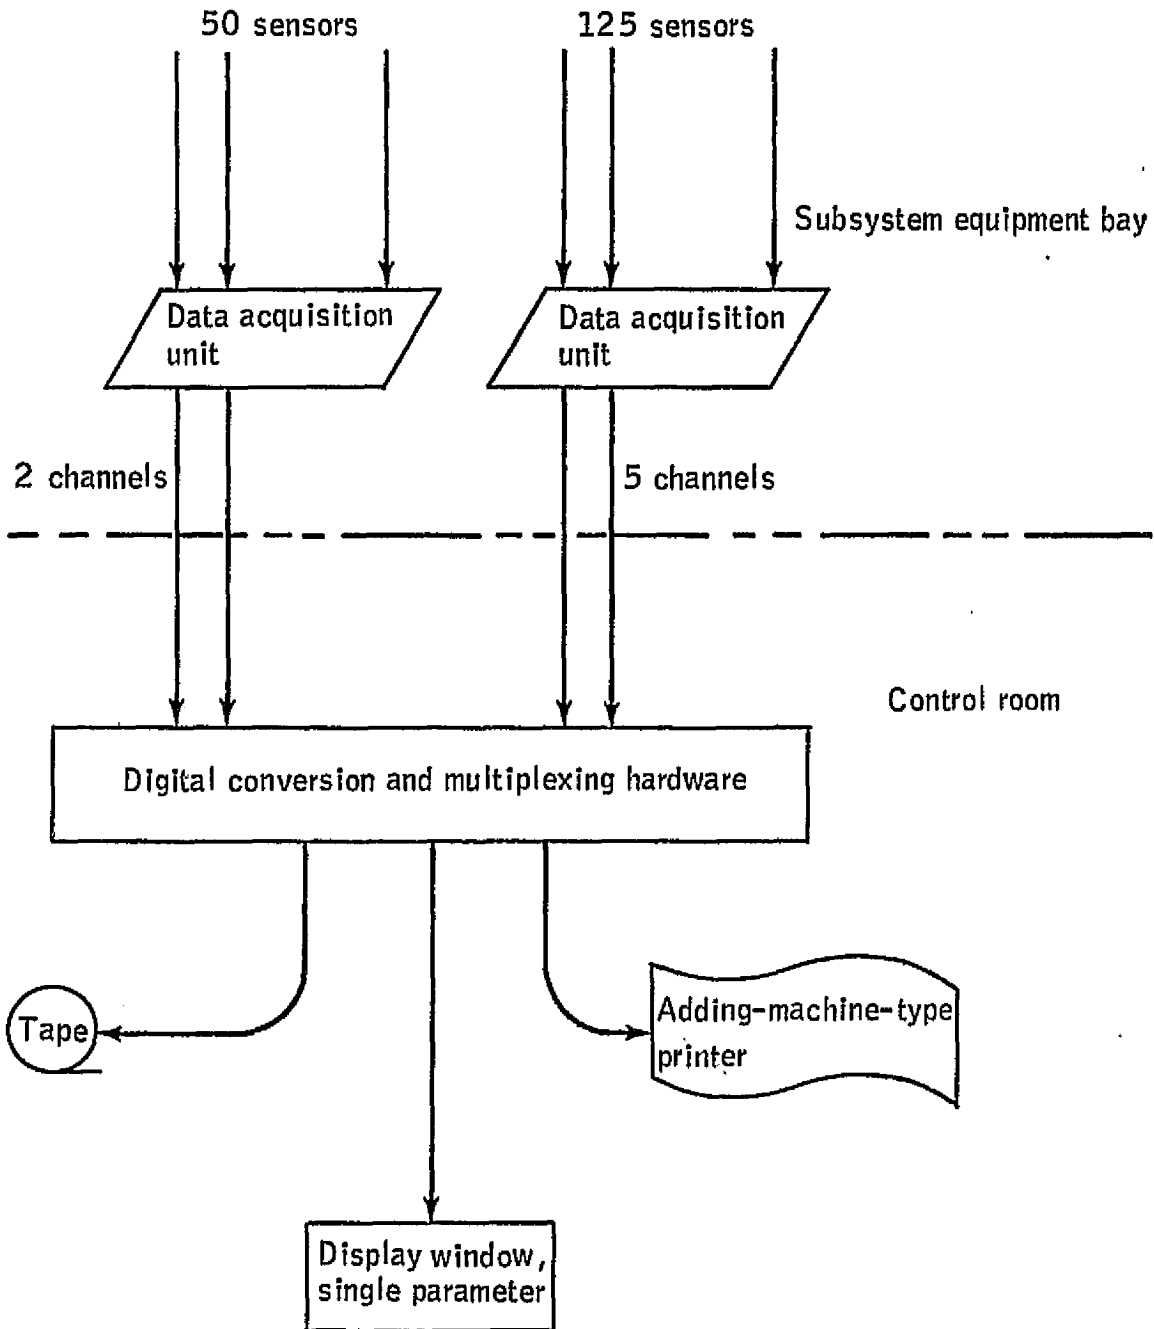 50 sensors
125 sensors
Subsystem equipment bay
Data acquisition
unit
Data acquisition
unit
2 channels
5 channels
Control room
Digital conversion and multiplexing hardware
Tape
Adding-machine-type
printer
Display window,
single parameter